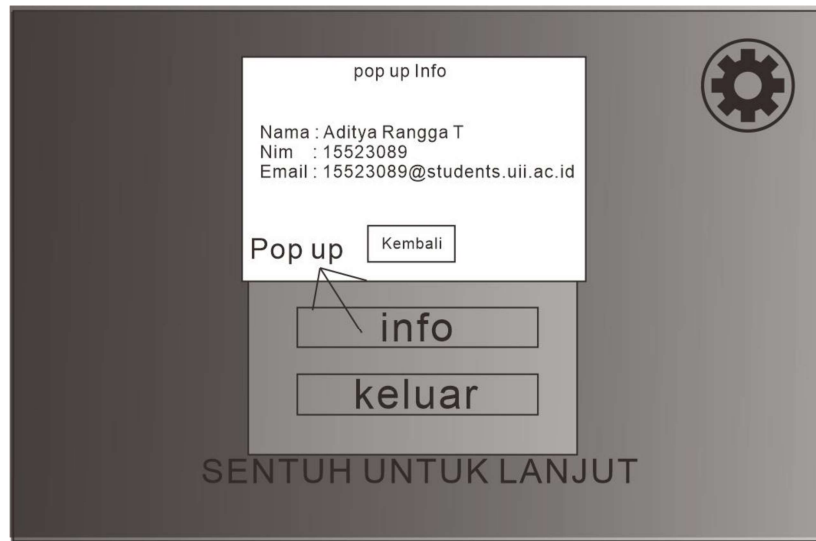 pop up Info
Nama : Aditya Rangga T
Nim : 15523089
Email : 15523089@students.uii.ac.id
Kembali
Pop up
info
keluar
SENTUH UNTUK LANJUT